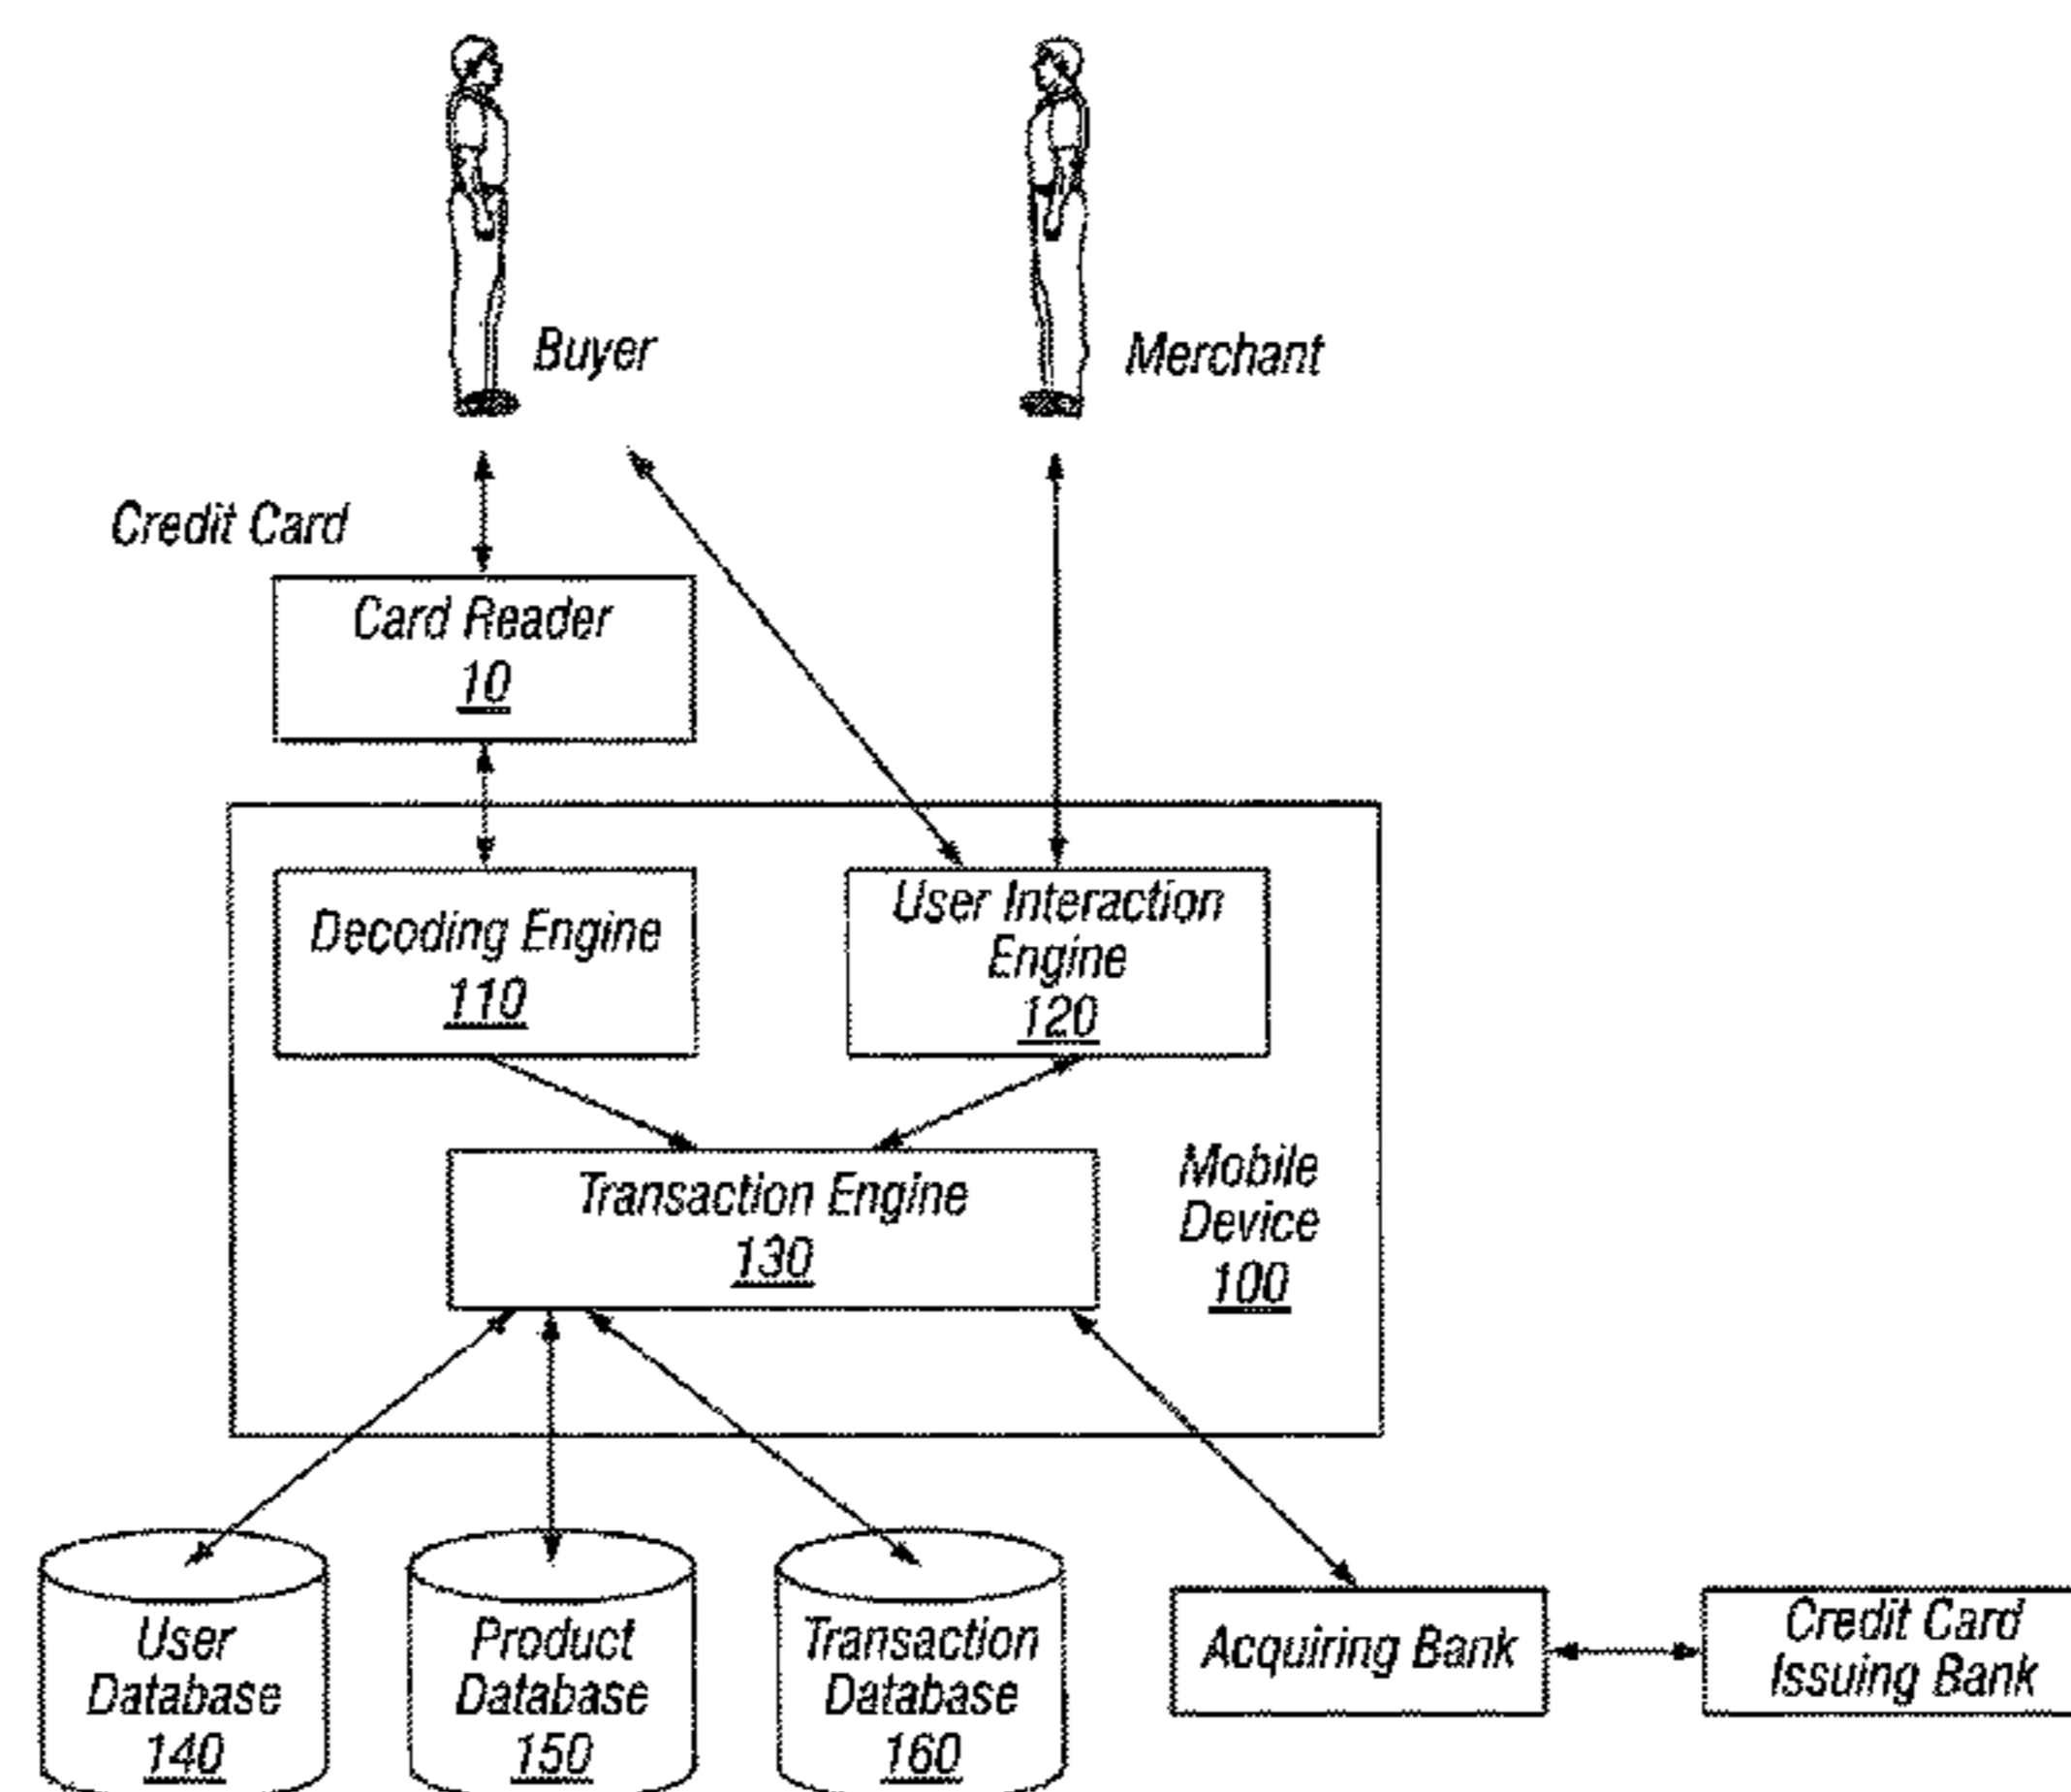 Buyer
Merchant
Credit Card
Card Reader
10
Decoding Engine
110
User Interaction
Engine
120
Transaction Engine
130
Mobile
Device
100
User
Database
140
Product
Database
150
Transaction
Database
160
Acquiring Bank
Credit Card
Issuing Bank